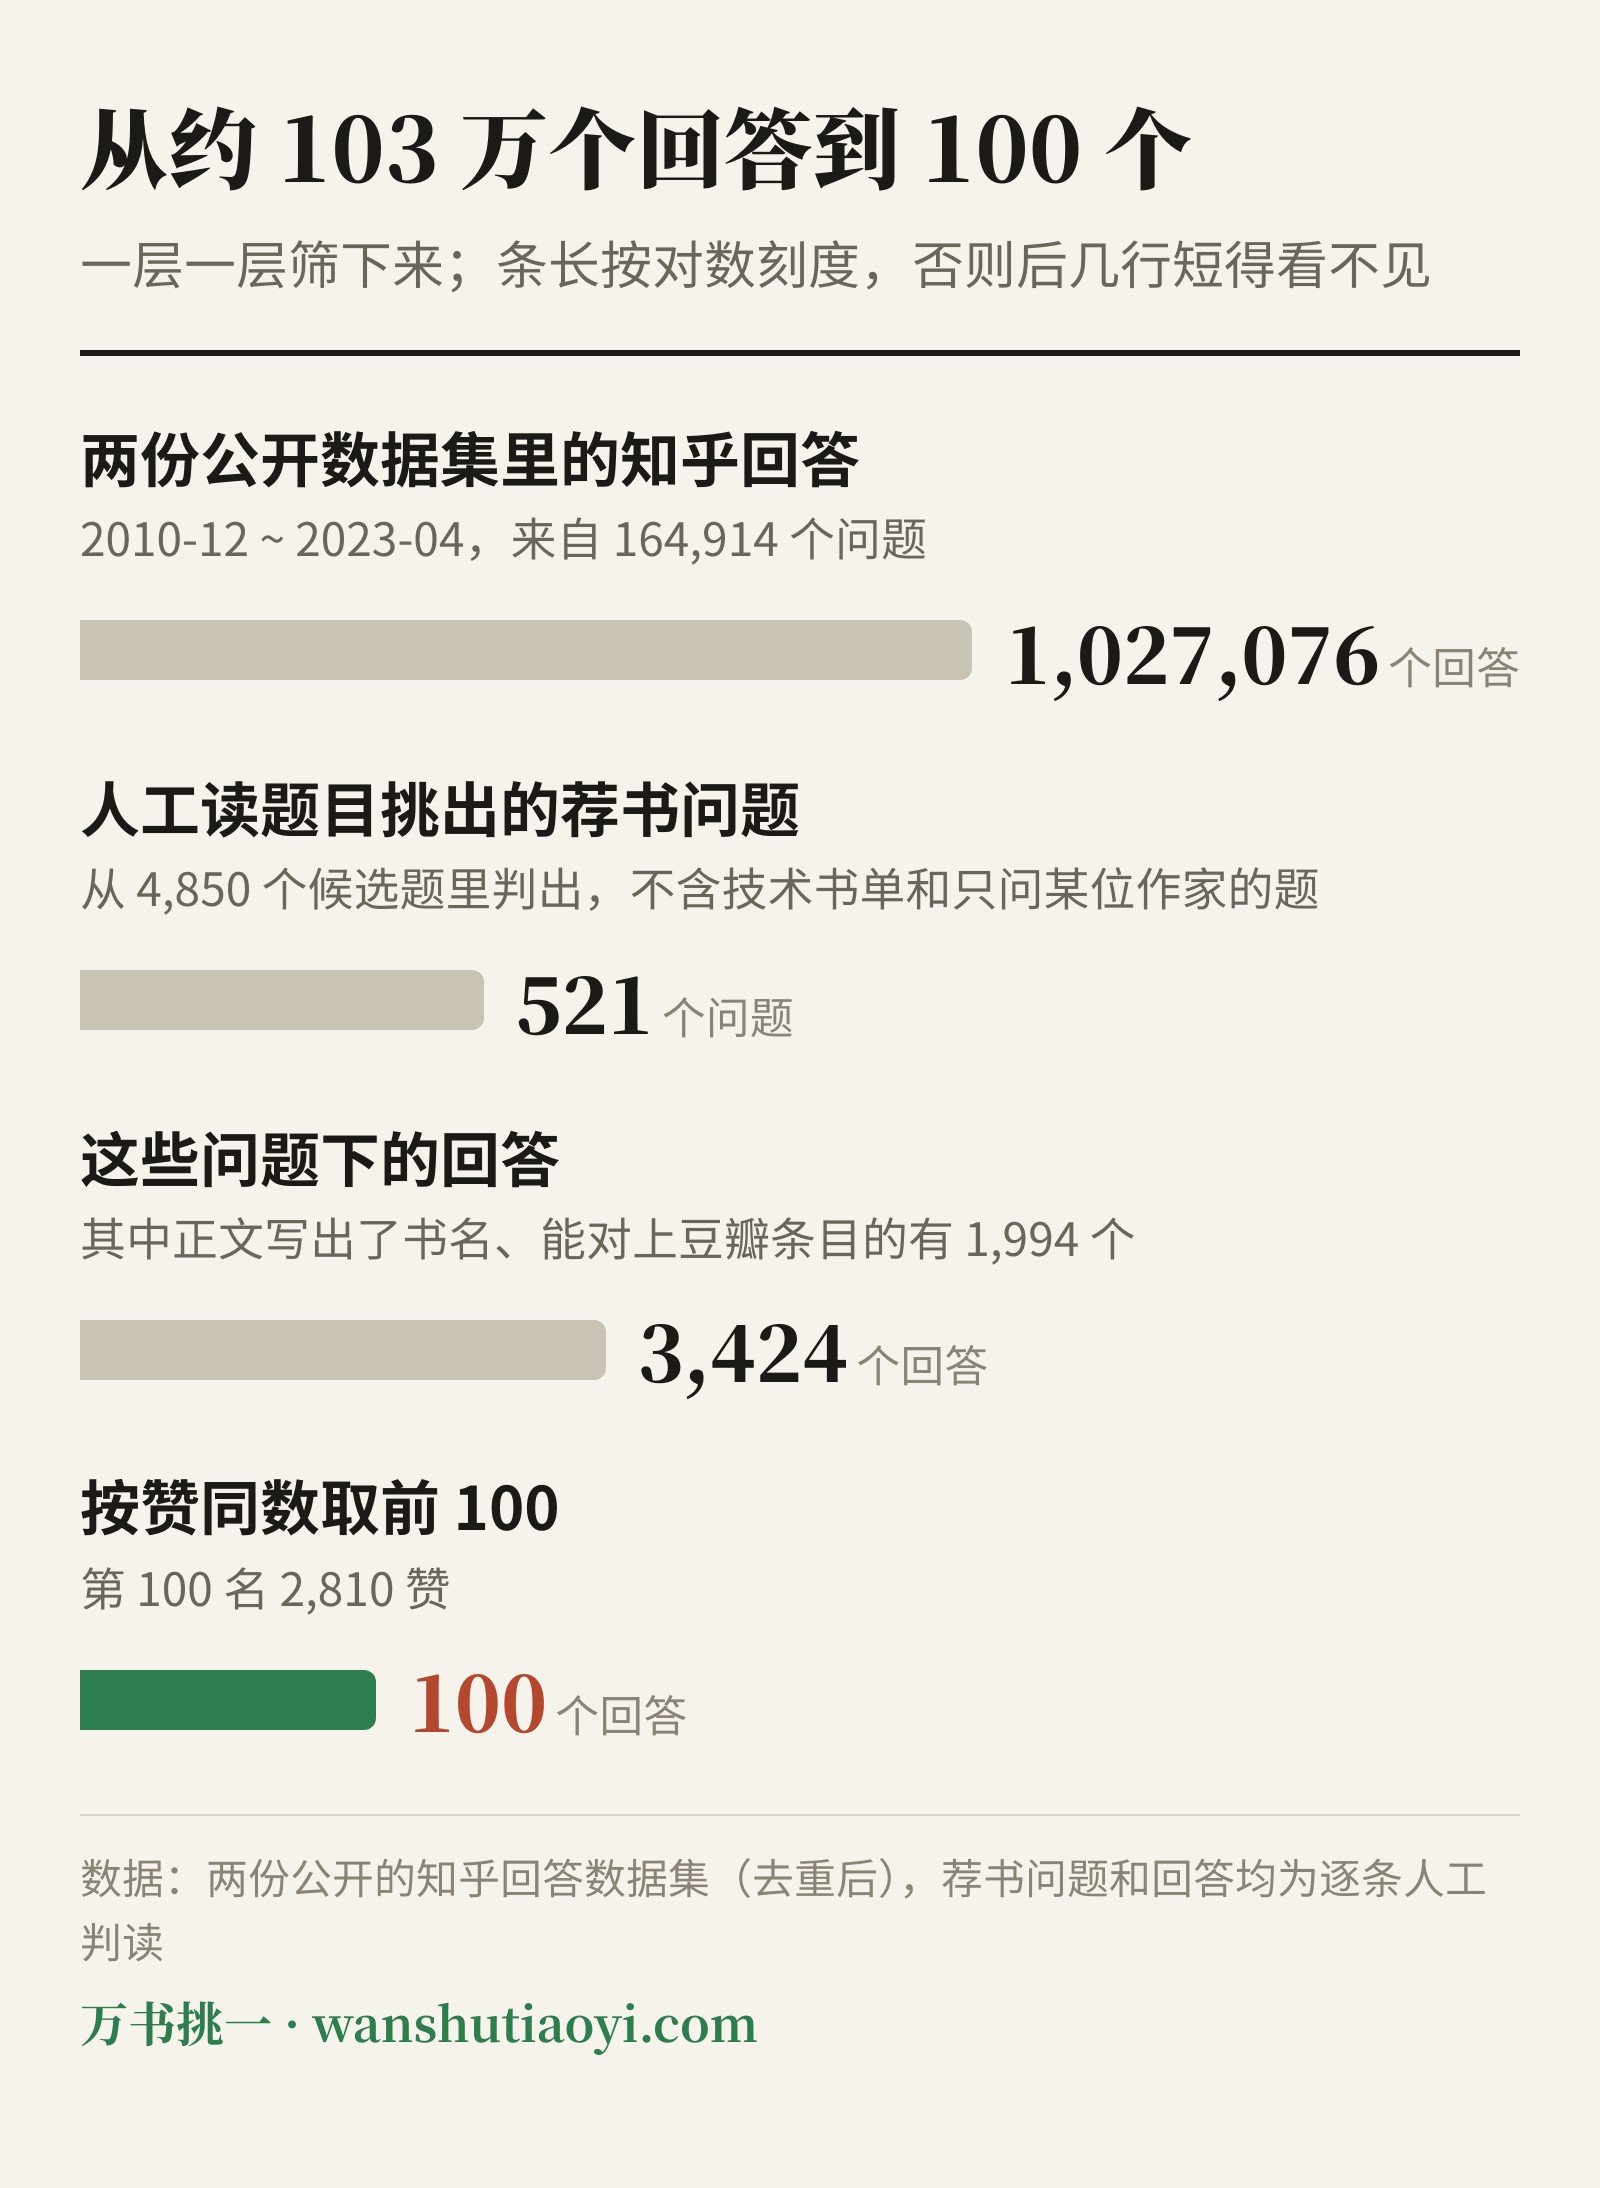 从约 103 万个回答到 100 个
一层一层筛下来；条长按对数刻度，否则后几行短得看不见
两份公开数据集里的知乎回答
2010-12 ~ 2023-04，来自 164,914 个问题
1,027,076 个回答
人工读题目挑出的荐书问题
从 4,850 个候选题里判出，不含技术书单和只问某位作家的题
521 个问题
这些问题下的回答
其中正文写出了书名、能对上豆瓣条目的有 1,994 个
3,424 个回答
按赞同数取前 100
第 100 名 2,810 赞
100 个回答
数据：两份公开的知乎回答数据集（去重后），荐书问题和回答均为逐条人工
判读
万书挑一 · wanshutiaoyi.com